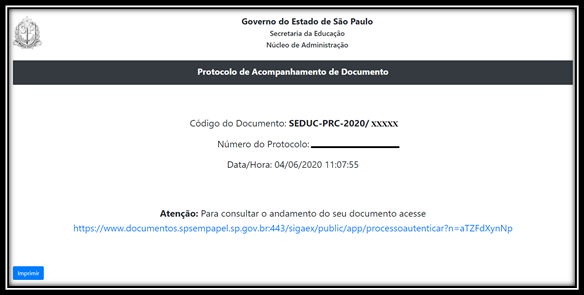 Governo do Estado de São Paulo
Secretaria da Educação
Núcleo de Administração
Protocolo de Acompanhamento de Documento
Código do Documento: SEDUC-PRC-2020/ xxxxx
Número do Protocolo:
Data/Hora: 04/06/2020 11:07:55
Atenção: Para consultar o andamento do seu documento acesse
https://www.documentos.spsempapel.sp.gov.br:443/sigaex/public/app/processoautenticar?n=aTZFdXynNp
Imprimir